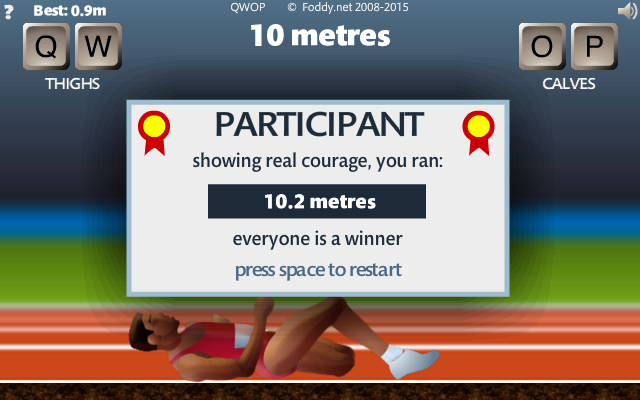 ? Best: 0.9m QWOP © Foddy.net 2008-2015
10 metres
Q W O P
THIGHS CALVES
PARTICIPANT
showing real courage, you ran:
10.2 metres
everyone is a winner
press space to restart